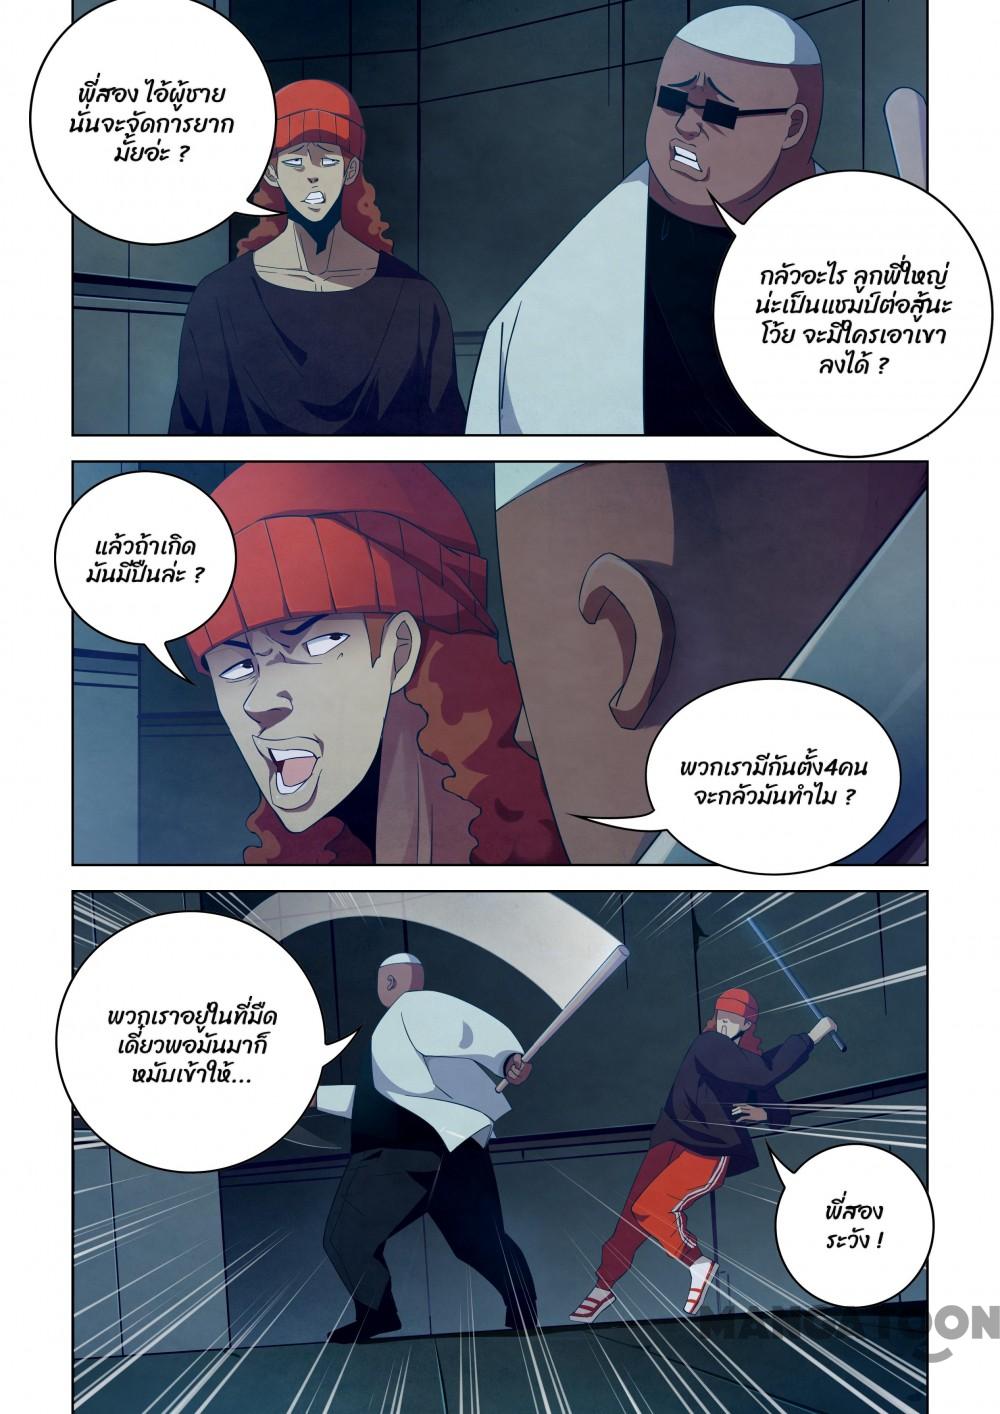 พี่สอง ไอ้ผู้ชาย
นั่นจะจัดการยาก
มั้ยอ่ะ ?
กลัวอะไร ลูกพี่ใหญ่
น่ะเป็นแชมป์ต่อสู้นะ
โว้ย จะมีใครเอาเขา
ลงได้ ?
แล้วถ้าเกิด
มันมีปืนล่ะ ?
พวกเรามีกันตั้ง4คน
จะกลัวมันทำไม ?
พวกเราอยู่ในที่มืด
เดี๋ยวพอมันมาก็
หมับเข้าให้...
พี่สอง
ระวัง !
MANGATOON